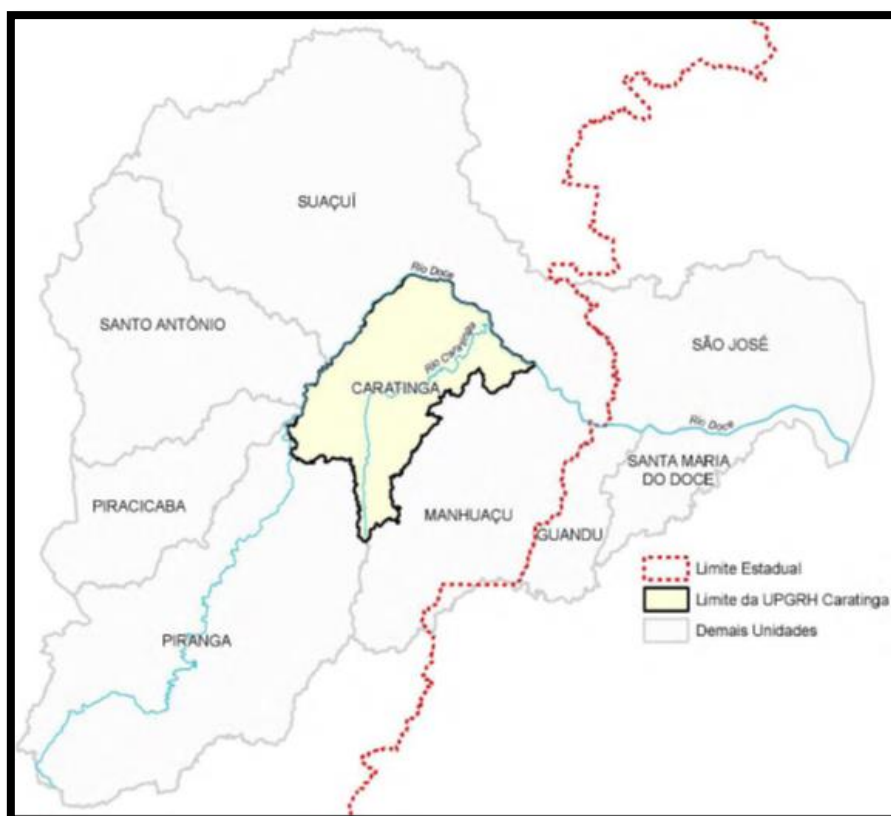 SUAÇUÍ
Rio Doce
SANTO ANTÔNIO
Rio Caratinga
SÃO JOSÉ
CARATINGA
Rio Doce
SANTA MARIA
DO DOCE
PIRACICABA
MANHUAÇU
GUANDU
Limite Estadual
Limite da UPGRH Caratinga
Demais Unidades
PIRANGA